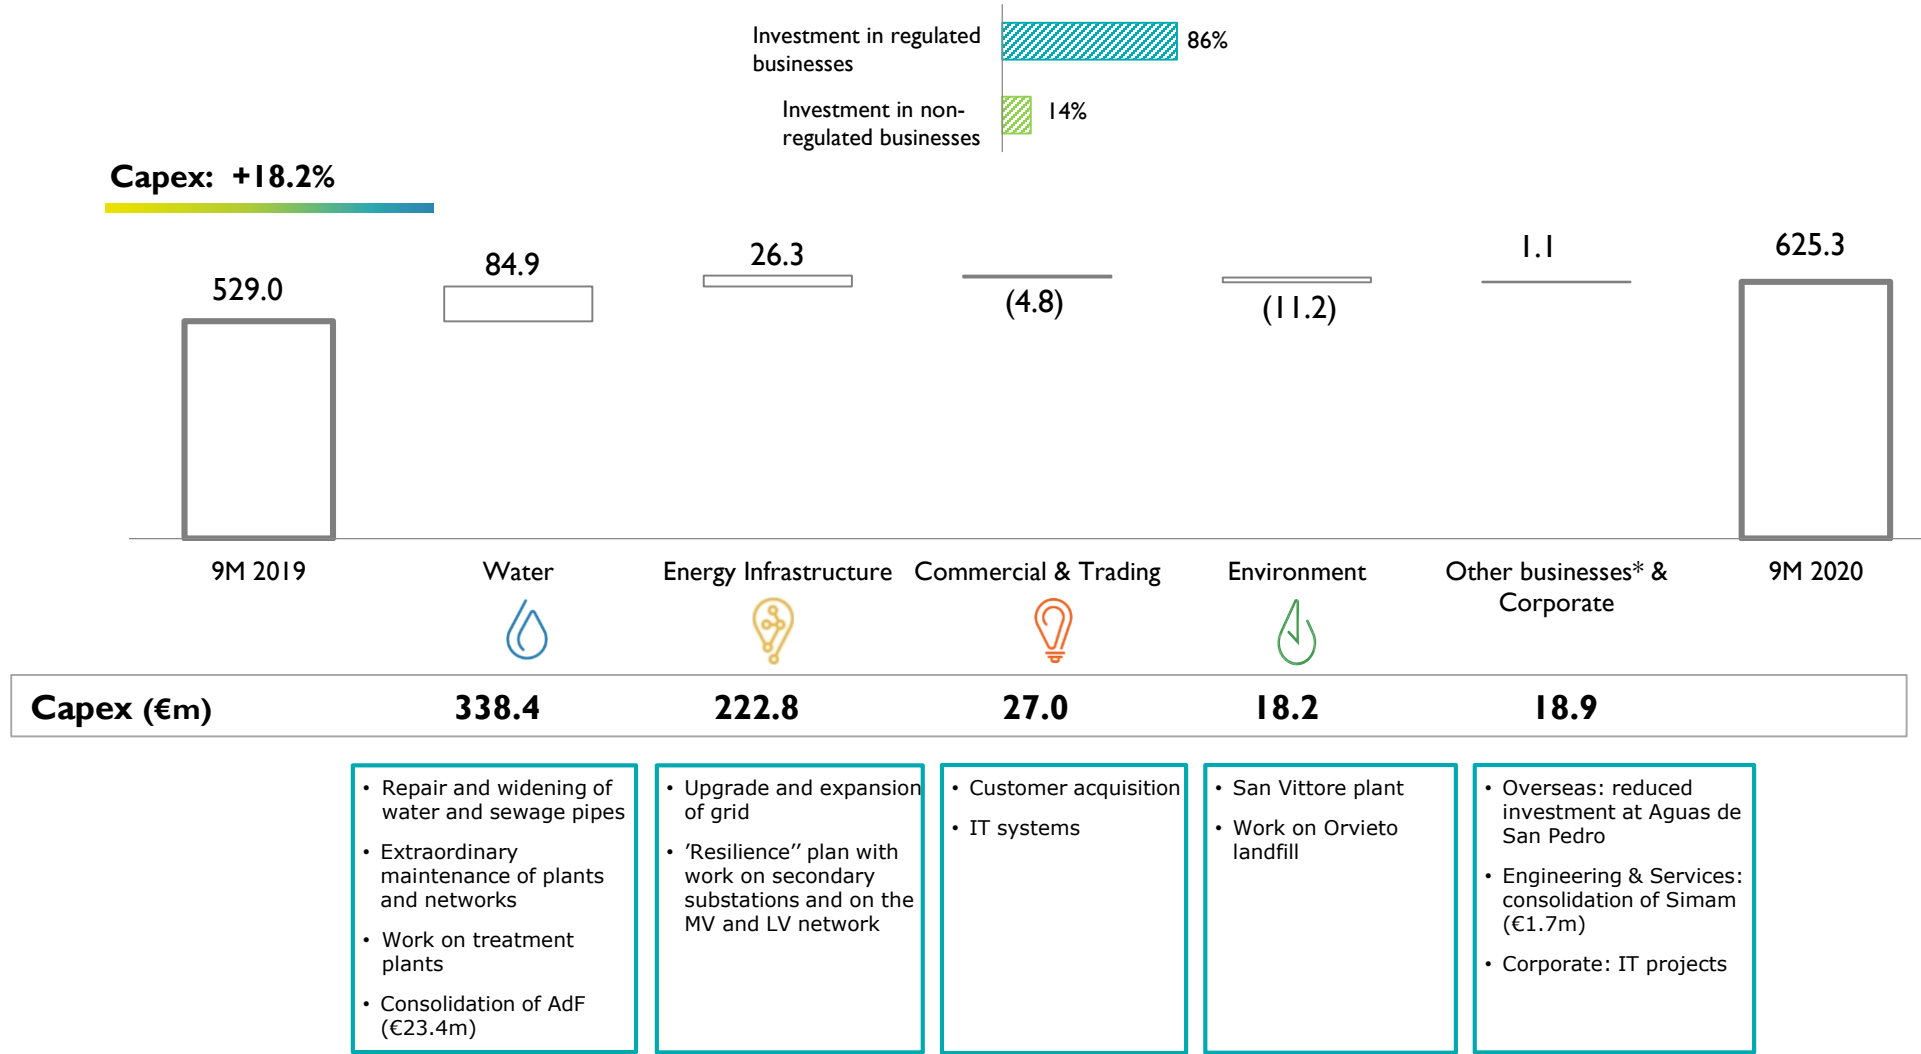 Investment in regulated
businesses
86%
Investment in non-
regulated businesses
14%
Capex: +18.2%
529.0
84.9
26.3
(4.8)
(11.2)
1.1
625.3
9M 2019
Water
Energy Infrastructure
Commercial & Trading
Environment
Other businesses* &
Corporate
9M 2020
Capex (€m)
338.4
222.8
27.0
18.2
18.9
• Repair and widening of
water and sewage pipes
• Extraordinary
maintenance of plants
and networks
• Work on treatment
plants
• Consolidation of AdF
(€23.4m)
• Upgrade and expansion
of grid
• ’Resilience’’ plan with
work on secondary
substations and on the
MV and LV network
• Customer acquisition
• IT systems
• San Vittore plant
• Work on Orvieto
landfill
• Overseas: reduced
investment at Aguas de
San Pedro
• Engineering & Services:
consolidation of Simam
(€1.7m)
• Corporate: IT projects